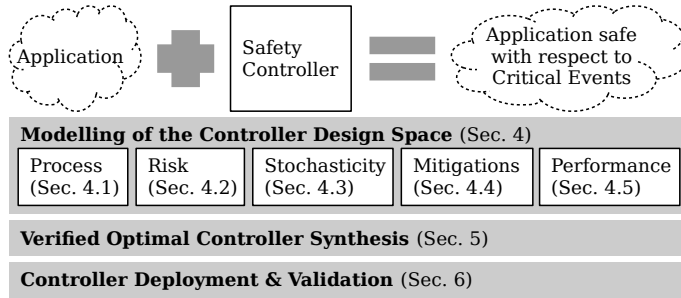 Application
Safety
Controller
Application safe
with respect to
Critical Events
Modelling of the Controller Design Space (Sec. 4)
Process
(Sec. 4.1)
Risk
(Sec. 4.2)
Stochasticity
(Sec. 4.3)
Mitigations
(Sec. 4.4)
Performance
(Sec. 4.5)
Verified Optimal Controller Synthesis (Sec. 5)
Controller Deployment & Validation (Sec. 6)